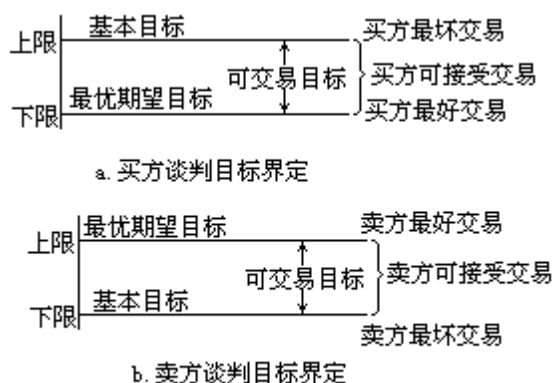 基本目标
上限
买方最坏交易
可交易目标
买方可接受交易
最优期望目标
下限
买方最好交易
a. 买方谈判目标界定
最优期望目标
上限
卖方最好交易
可交易目标
卖方可接受交易
基本目标
下限
卖方最坏交易
b. 卖方谈判目标界定